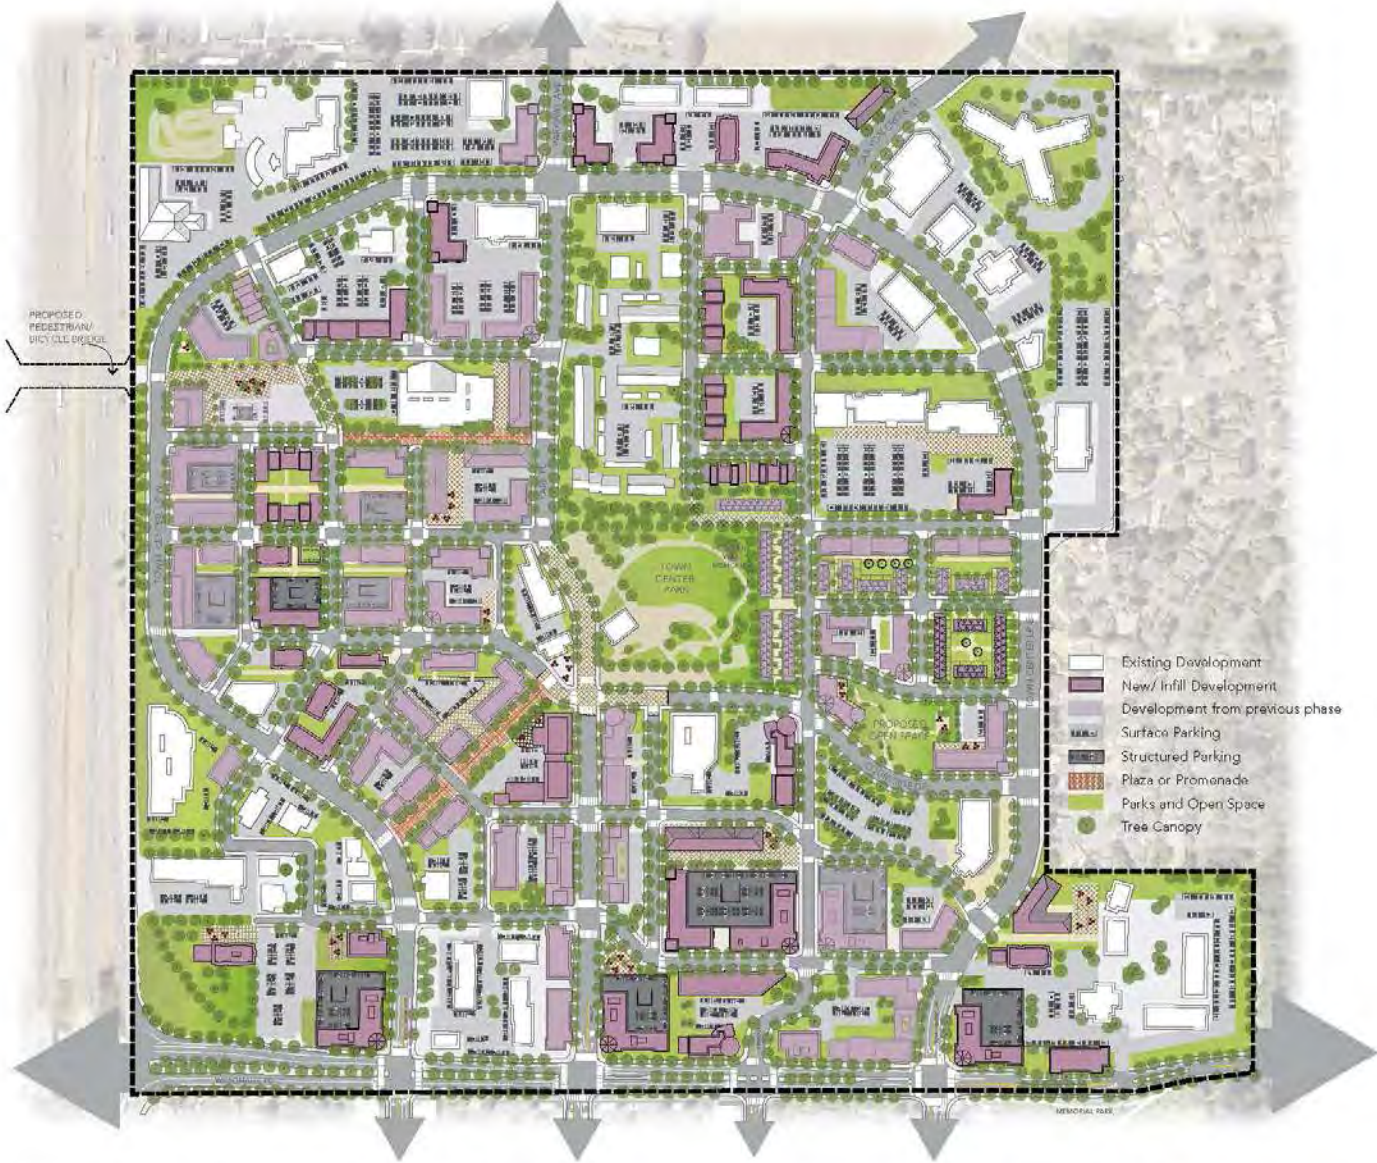 PROPOSED
PEDESTRIAN/
BICYCLE BRIDGE
TOWN
CENTER
PARK
PROPOSED
OPEN SPACE
Existing Development
New/ Infill Development
Development from previous phase
Surface Parking
Structured Parking
Plaza or Promenade
Parks and Open Space
Tree Canopy
MEMORIAL PARK